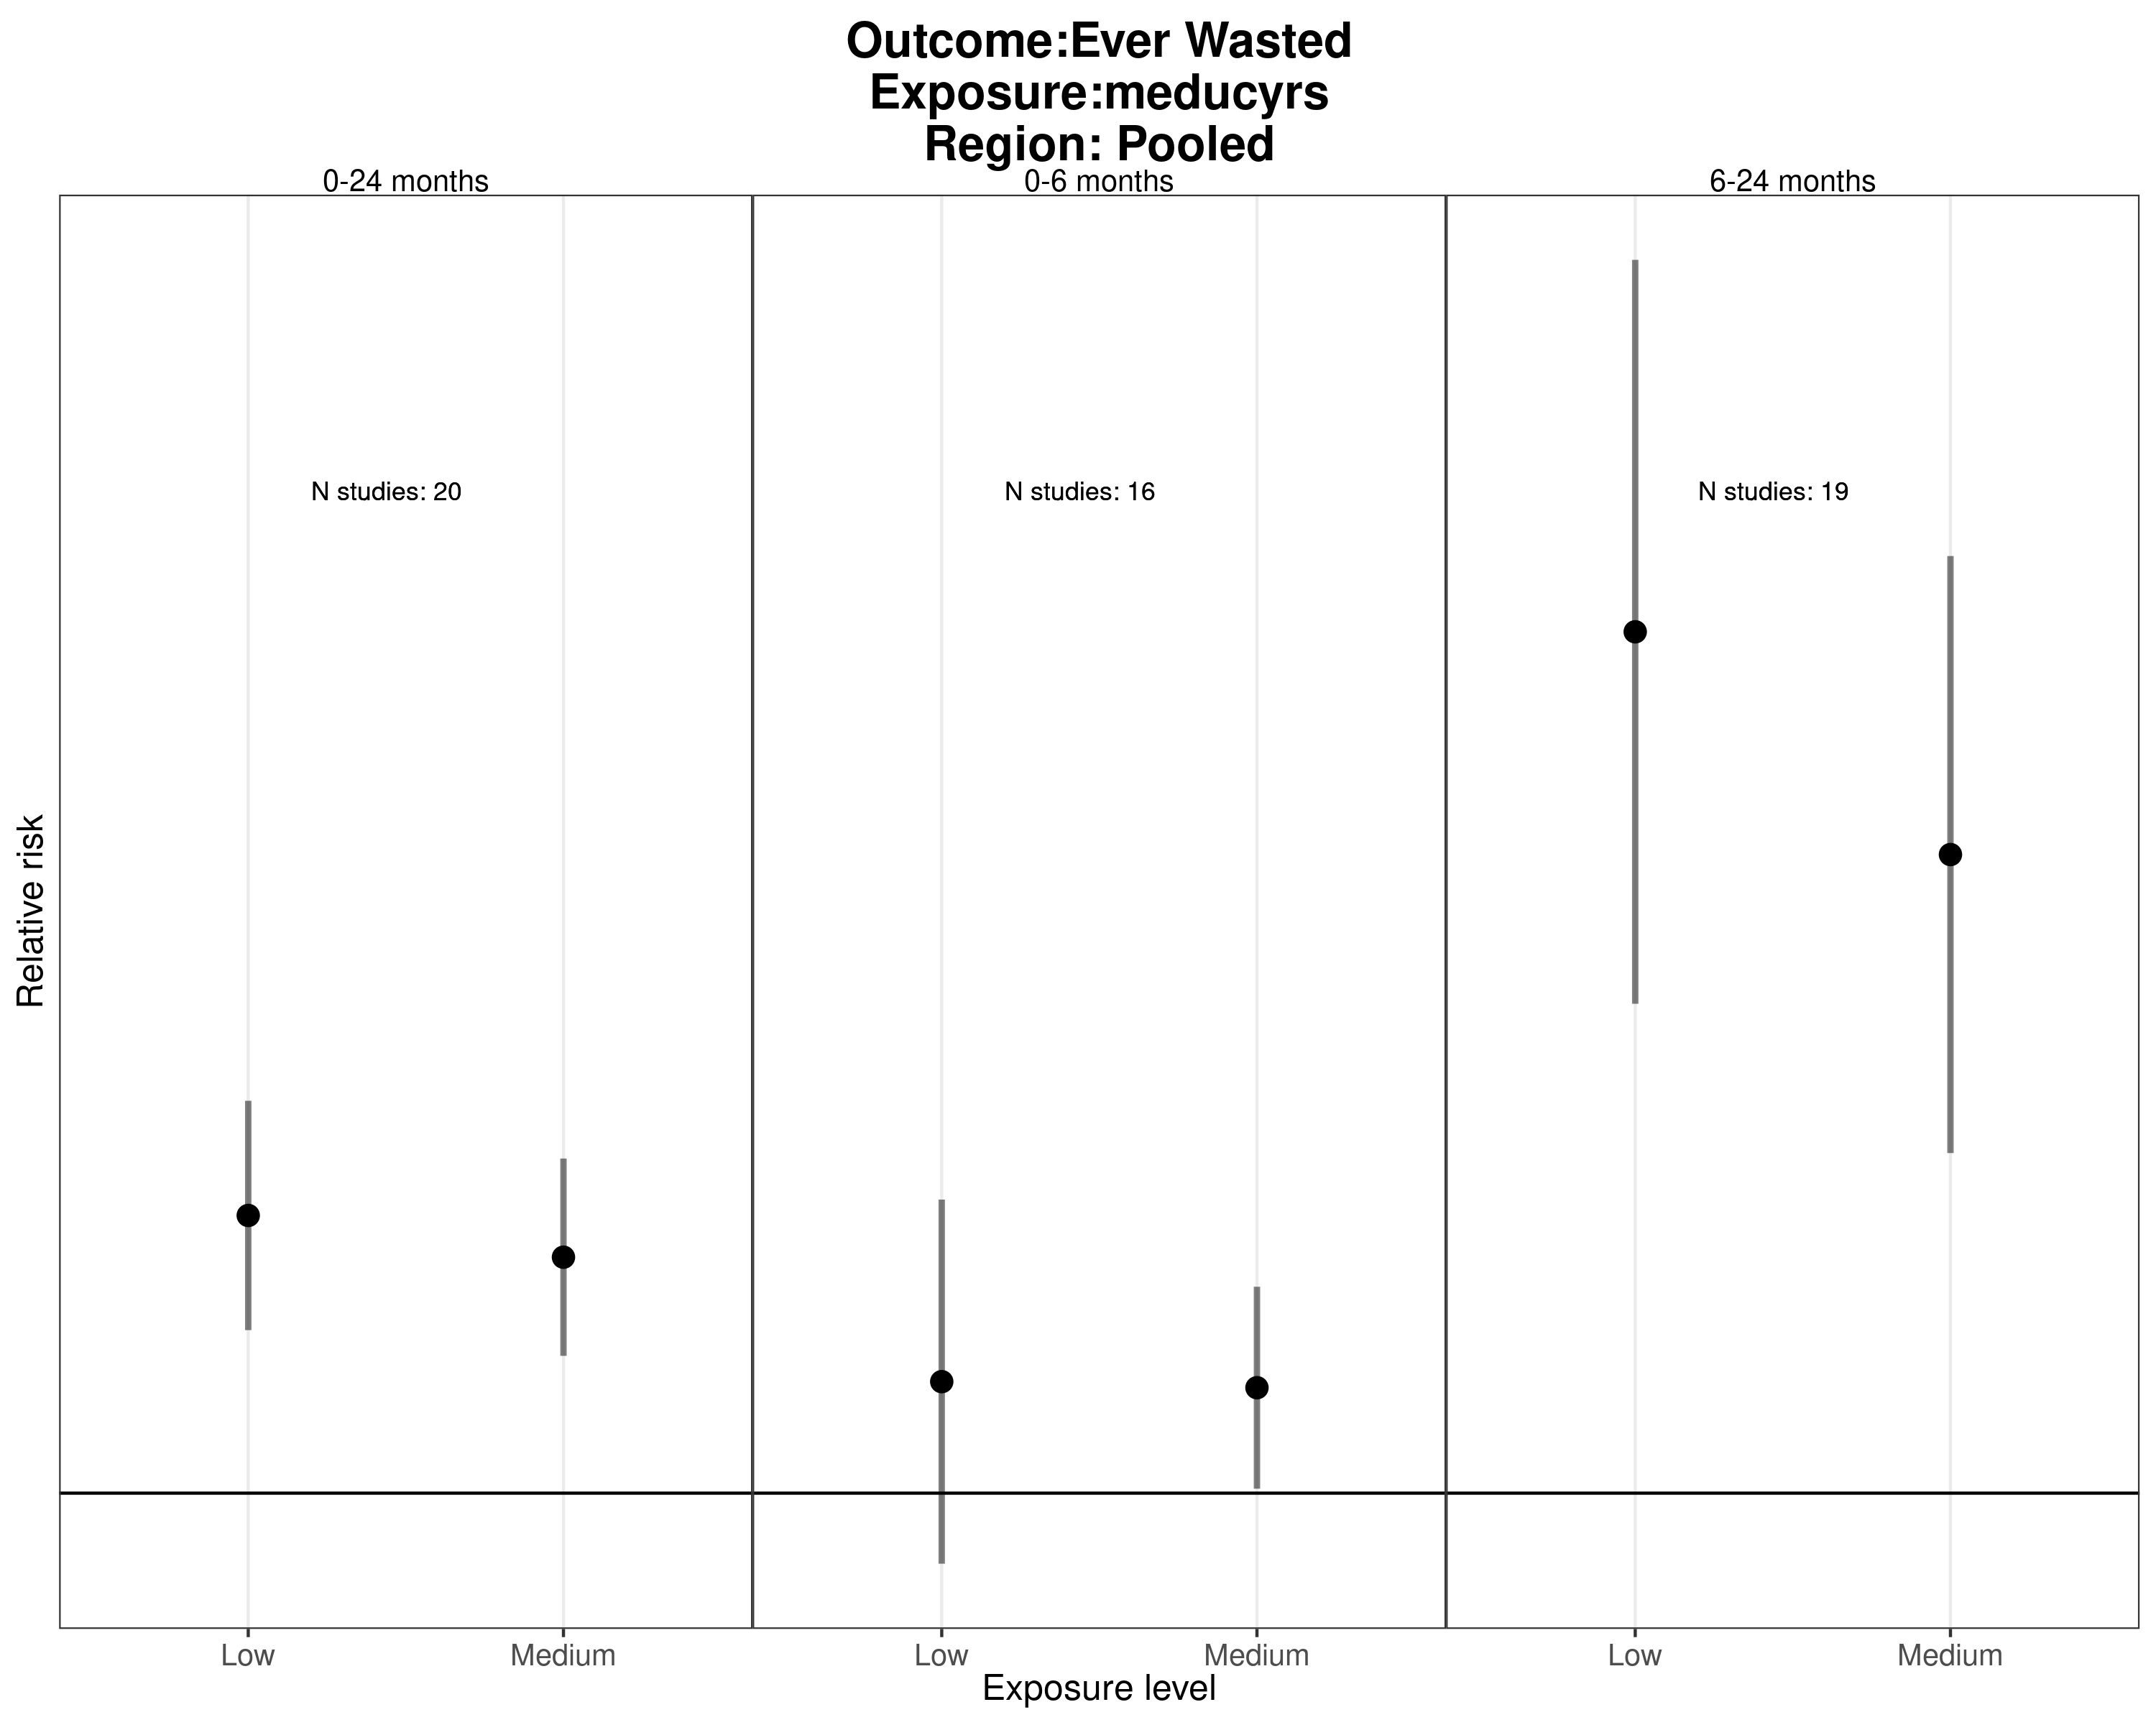 Outcome:Ever Wasted
Exposure:meducyrs
Region: Pooled
0-24 months
0-6 months
6-24 months
N studies: 20
N studies: 16
N studies: 19
Relative risk
Low
Medium
Low
Medium
Low
Medium
Exposure level